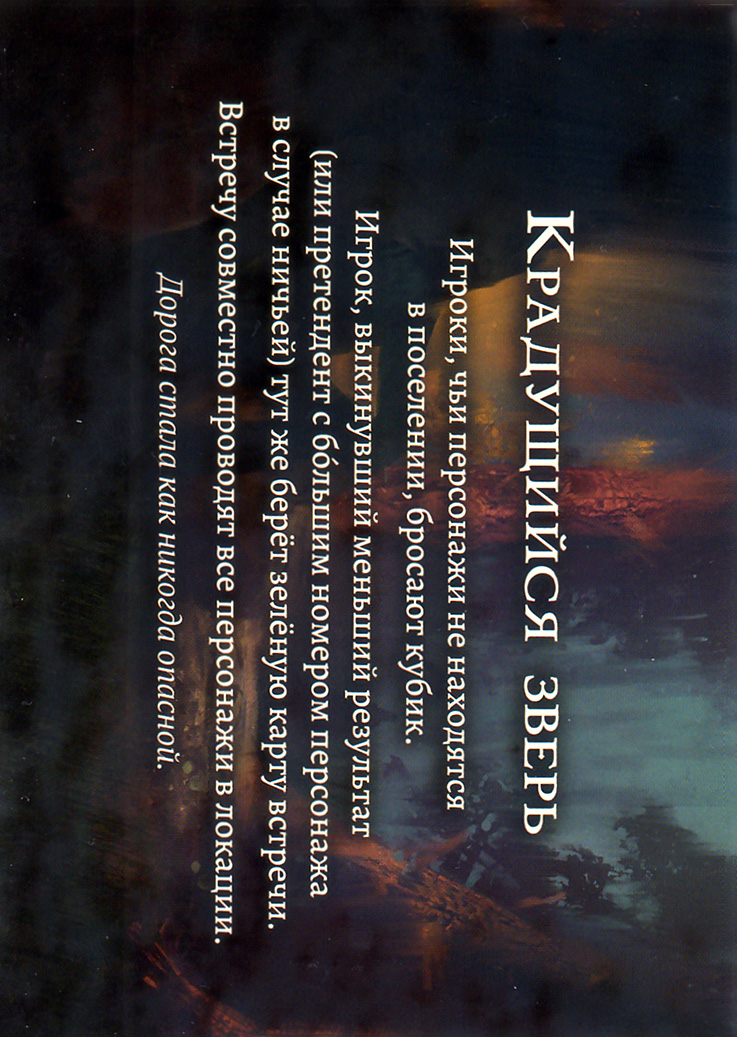 Крадущийся зверь
Игроки, чьи персонажи не находятся
в поселении, бросают кубик.
Игрок, выкинувший меньший результат
(или претендент с бо́льшим номером персонажа
в случае ничьей) тут же берёт зелёную карту встречи.
Встречу совместно проводят все персонажи в локации.
Дорога стала как никогда опасной.